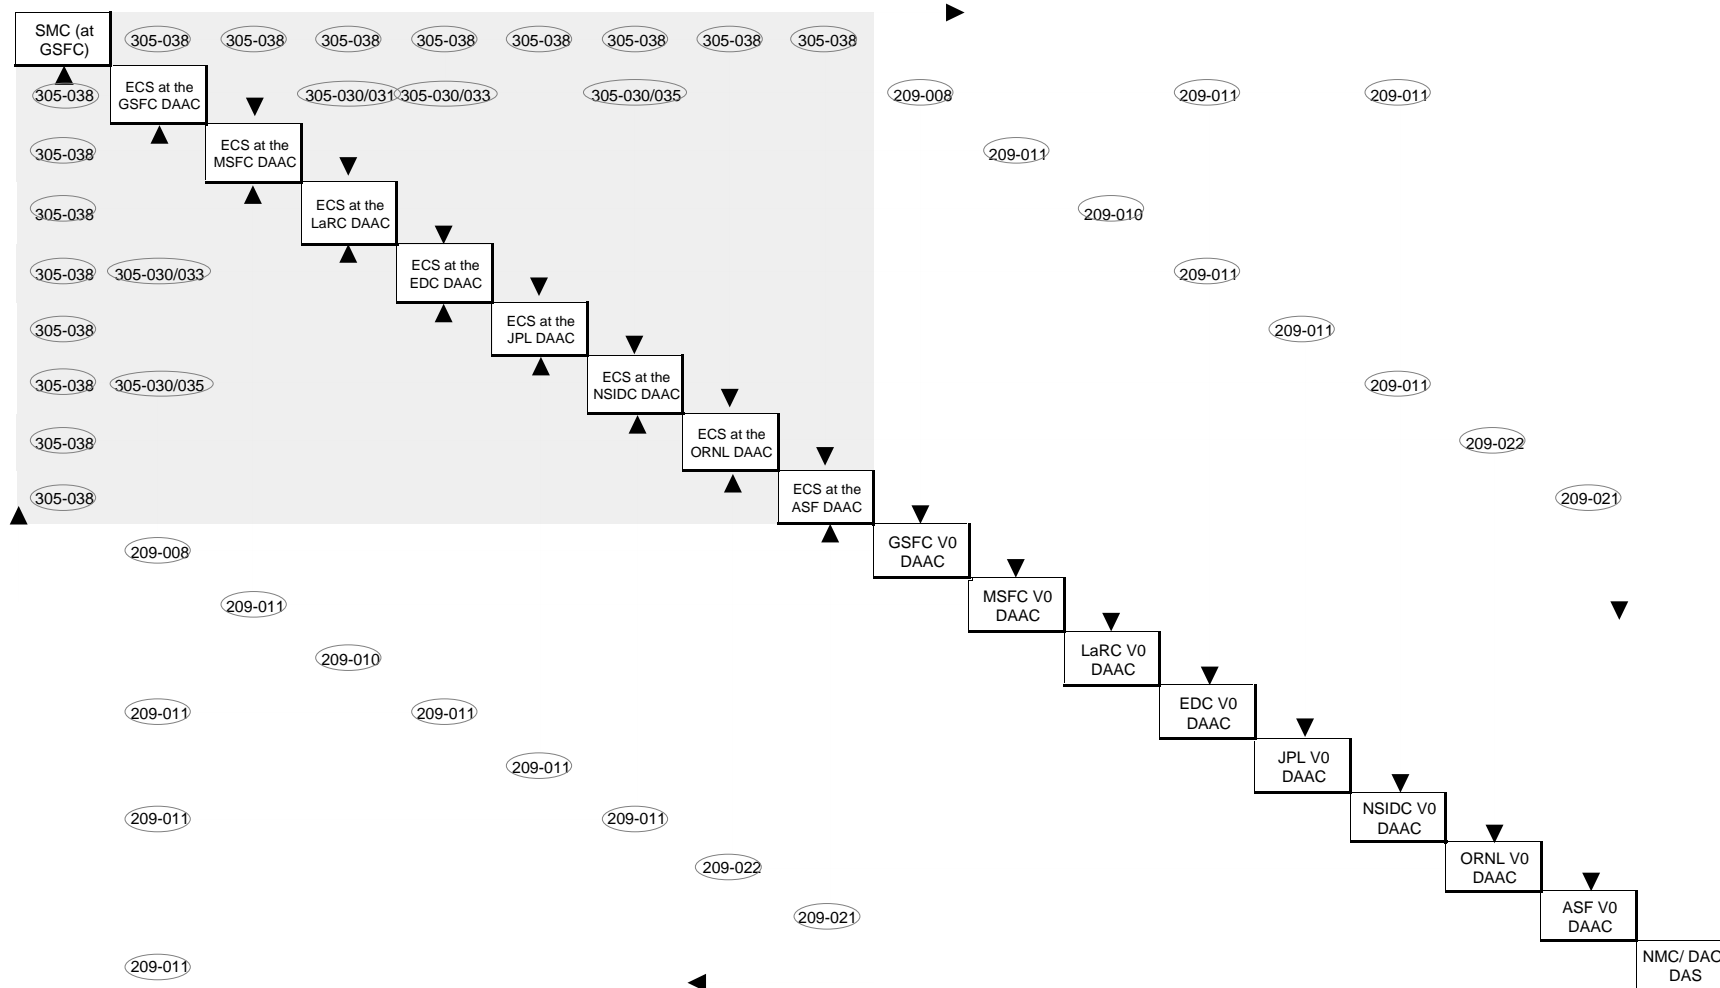 SMC (at
GSFC)
305-038 305-038 305-038 305-038 305-038 305-038 305-038 305-038
305-038
ECS at the
GSFC DAAC
305-030/031 305-030/033 305-030/035 209-008 209-011 209-011
305-038
ECS at the
MSFC DAAC
209-011
305-038
ECS at the
LaRC DAAC
209-010
305-038 305-030/033
ECS at the
EDC DAAC
209-011
305-038
ECS at the
JPL DAAC
209-011
305-038 305-030/035
ECS at the
NSIDC DAAC
209-011
305-038
ECS at the
ORNL DAAC
209-022
305-038
ECS at the
ASF DAAC
209-021
209-008
GSFC V0
DAAC
209-011
MSFC V0
DAAC
209-010
LaRC V0
DAAC
209-011 209-011
EDC V0
DAAC
209-011
JPL V0
DAAC
209-011 209-011
NSIDC V0
DAAC
209-022
ORNL V0
DAAC
209-021
ASF V0
DAAC
209-011
NMC/ DAO
DAS